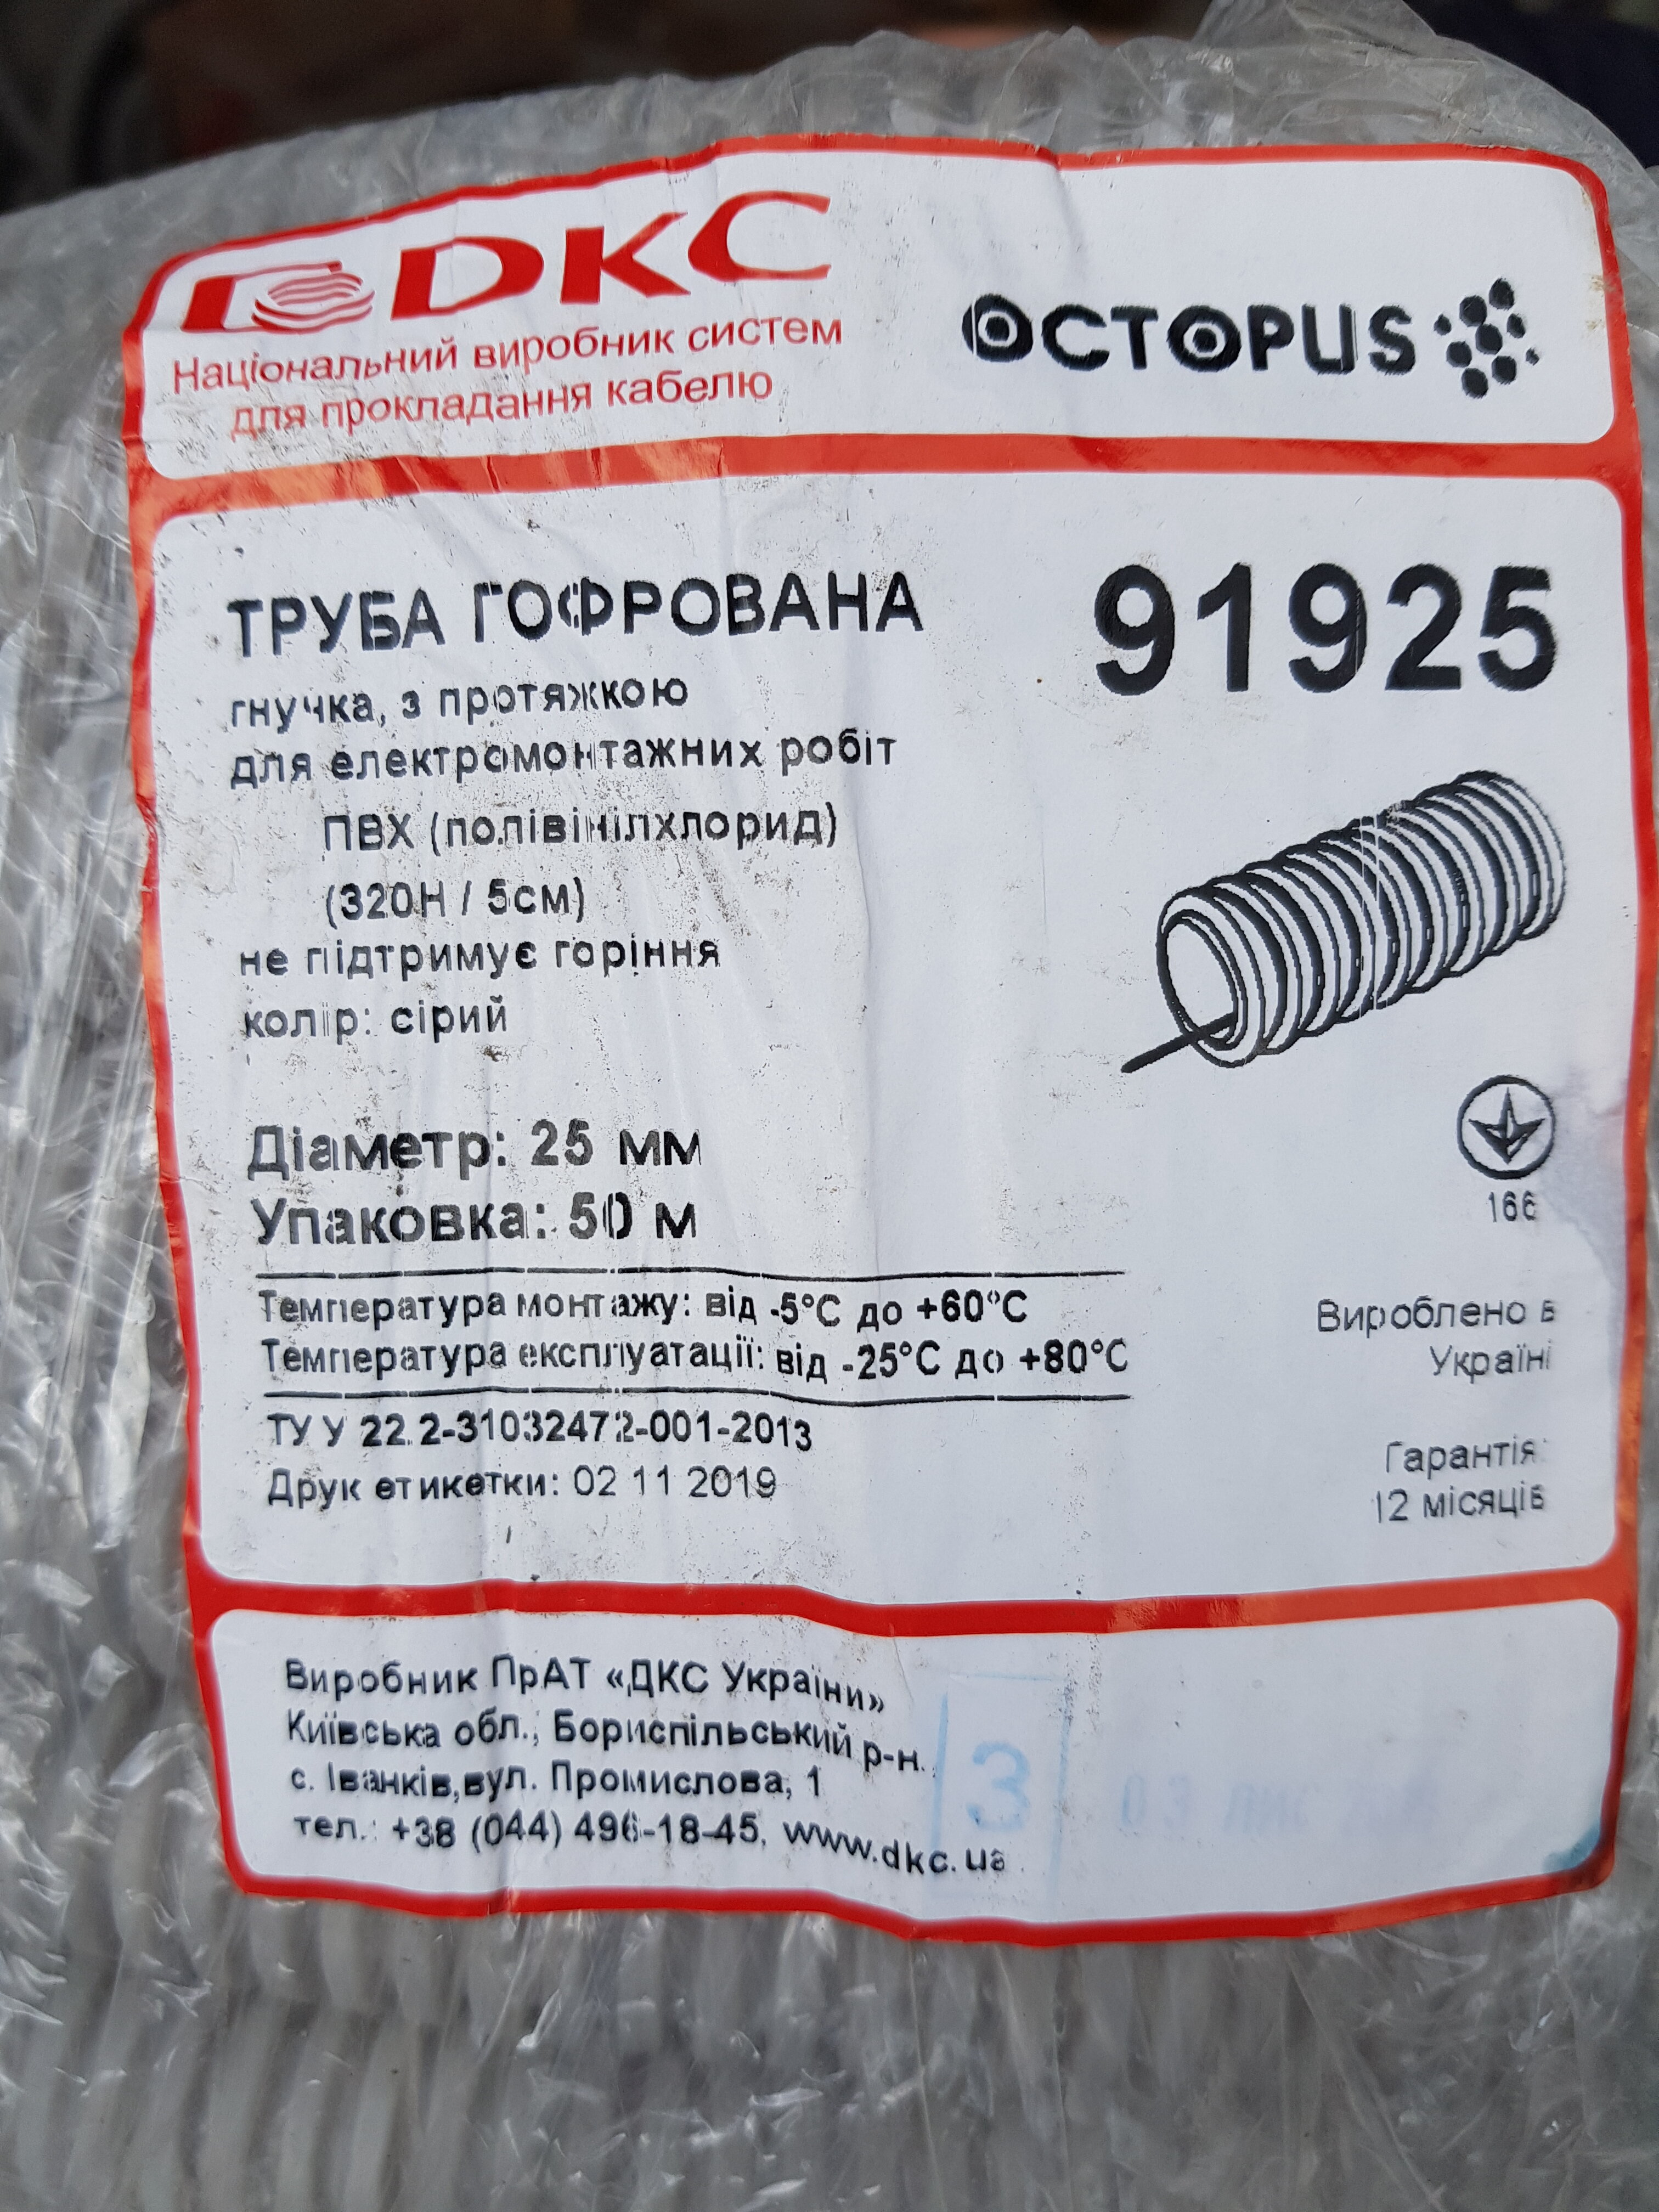 DKC
Національний виробник систем
для прокладання кабелю
OCTOPUS
ТРУБА ГОФРОВАНА
91925
гнучка, з протяжкою
для електромонтажних робіт
ПВХ (полівінілхлорид)
(320Н / 5см)
не підтримує горіння
колір: сірий
Діаметр: 25 мм
Упаковка: 50 м
166
Температура монтажу: від -5°C до +60°C
Температура експлуатації: від -25°C до +80°C
Вироблено в
Україні
ТУ У 22.2-31032472-001-2013
Друк етикетки: 02 11 2019
Гарантія:
12 місяців
Виробник ПрАТ «ДКС України»
Київська обл., Бориспільський р-н.,
с. Іванків,вул. Промислова, 1
тел.: +38 (044) 496-18-45, www.dkc.ua
3